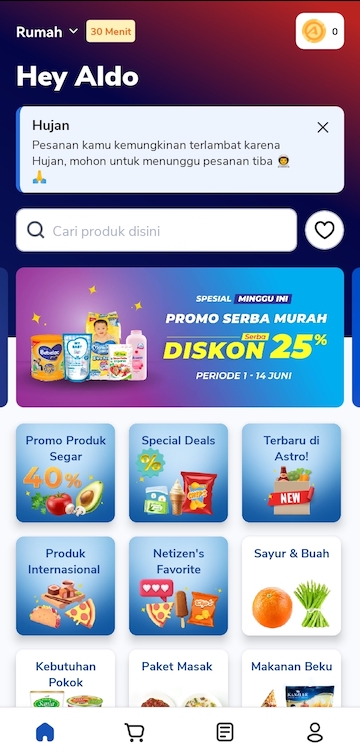 Rumah
30 Menit
0
Hey Aldo
Hujan
Pesanan kamu kemungkinan terlambat karena
Hujan, mohon untuk menunggu pesanan tiba
Cari produk disini
SPESIAL MINGGU INI
PROMO SERBA MURAH
Serba
DISKON 25%
PERIODE 1 - 14 JUNI
Promo Produk
Segar
40%
Special Deals
%
Terbaru di
Astro!
NEW
Produk
Internasional
Netizen's
Favorite
Sayur & Buah
Kebutuhan
Pokok
Paket Masak
Makanan Beku